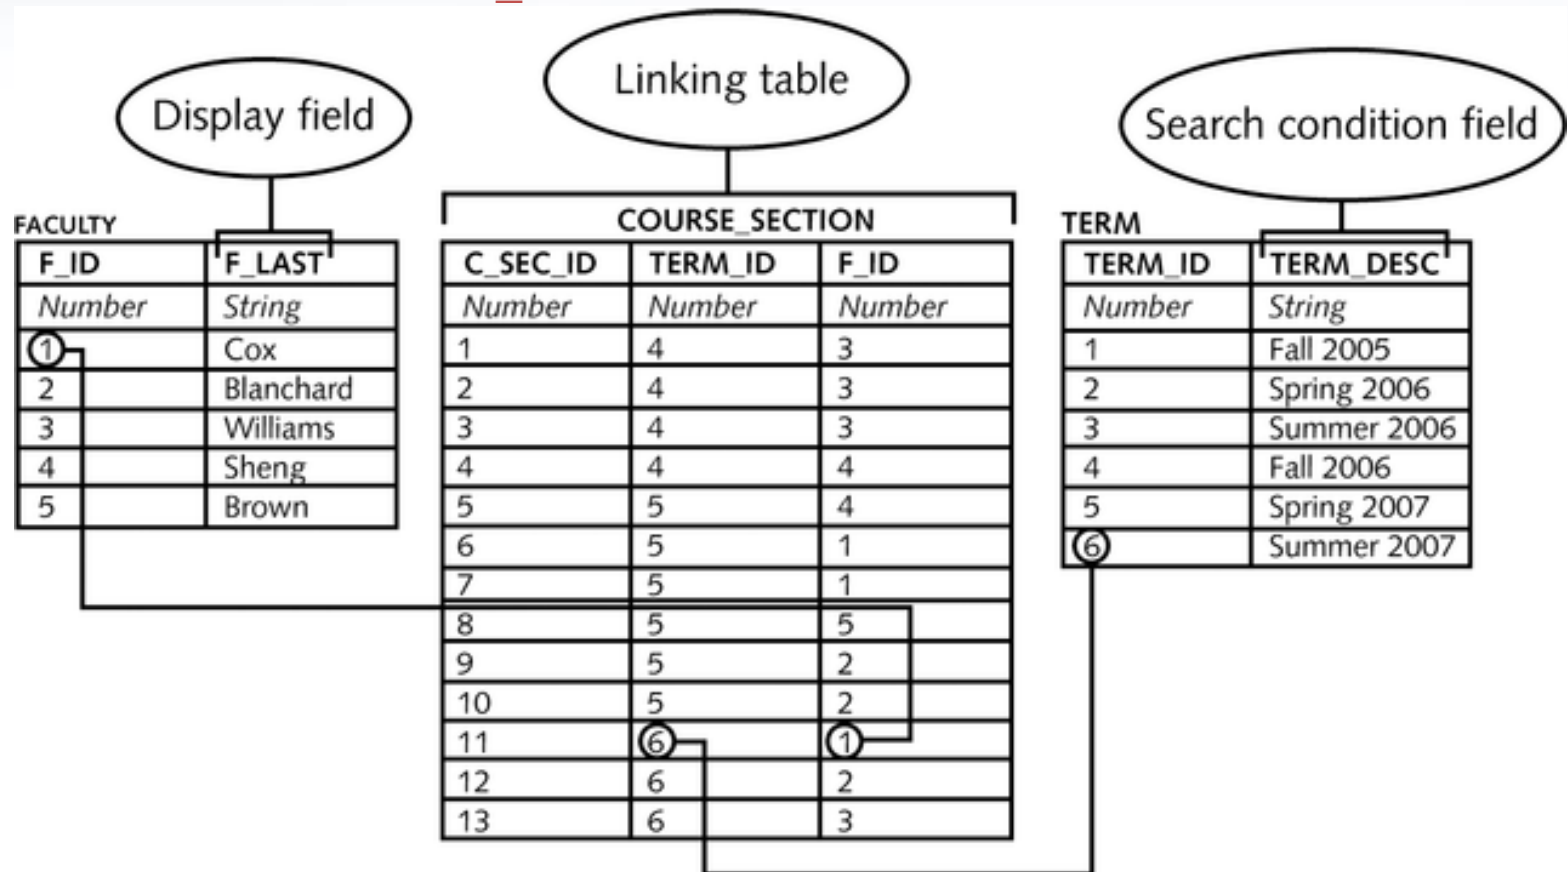 Display field
Linking table
Search condition field
FACULTY
F_ID F_LAST
Number String
1 Cox
2 Blanchard
3 Williams
4 Sheng
5 Brown
COURSE_SECTION
C_SEC_ID TERM_ID F_ID
Number Number Number
1 4 3
2 4 3
3 4 3
4 4 4
5 5 4
6 5 1
7 5 1
8 5 5
9 5 2
10 5 2
11 6 1
12 6 2
13 6 3
TERM
TERM_ID TERM_DESC
Number String
1 Fall 2005
2 Spring 2006
3 Summer 2006
4 Fall 2006
5 Spring 2007
6 Summer 2007